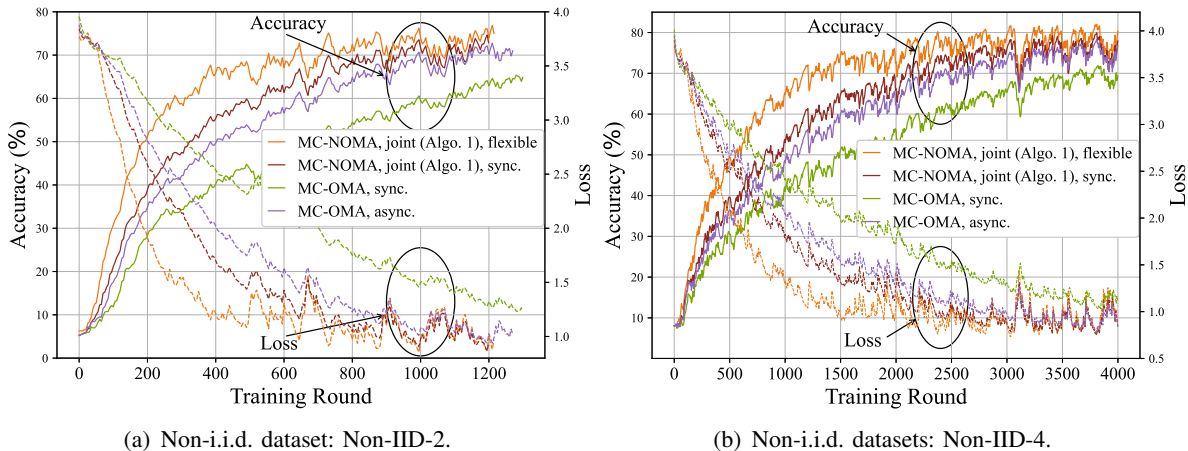 80
70
60
50
40
30
20
10
0
Accuracy (%)
4.0
3.5
3.0
2.5
2.0
1.5
1.0
Loss
Accuracy
MC-NOMA, joint (Algo. 1), flexible
MC-NOMA, joint (Algo. 1), sync.
MC-OMA, sync.
MC-OMA, async.
Loss
0 200 400 600 800 1000 1200
Training Round
(a) Non-i.i.d. dataset: Non-IID-2.
80
70
60
50
40
30
20
10
Accuracy (%)
4.0
3.5
3.0
2.5
2.0
1.5
1.0
0.5
Loss
Accuracy
MC-NOMA, joint (Algo. 1), flexible
MC-NOMA, joint (Algo. 1), sync.
MC-OMA, sync.
MC-OMA, async.
Loss
0 500 1000 1500 2000 2500 3000 3500 4000
Training Round
(b) Non-i.i.d. datasets: Non-IID-4.